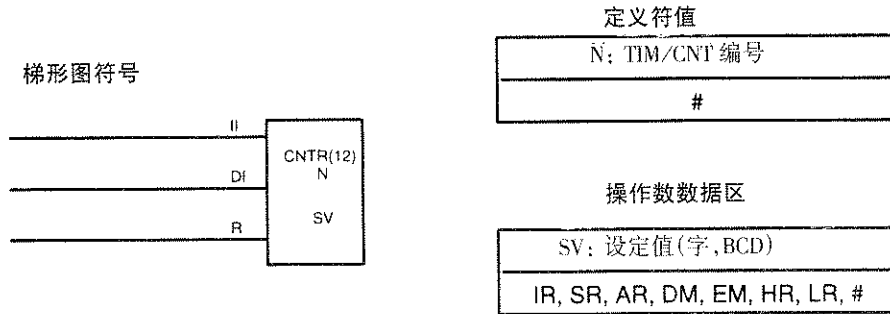 梯形图符号
II
DI
R
CNTR(12)
N
SV
定义符值
N: TIM/CNT 编号
#
操作数数据区
SV: 设定值(字,BCD)
IR, SR, AR, DM, EM, HR, LR, #